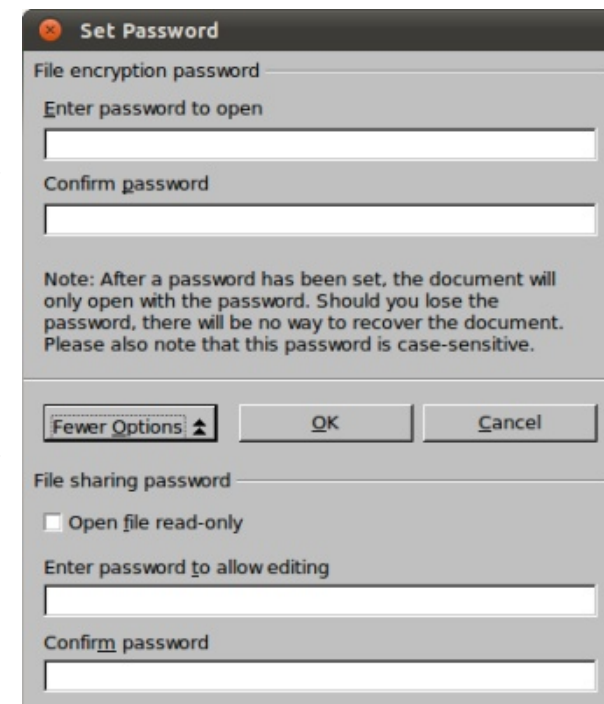 Set Password
File encryption password
Enter password to open
Confirm password
Note: After a password has been set, the document will
only open with the password. Should you lose the
password, there will be no way to recover the document.
Please also note that this password is case-sensitive.
Fewer Options OK Cancel
File sharing password
Open file read-only
Enter password to allow editing
Confirm password